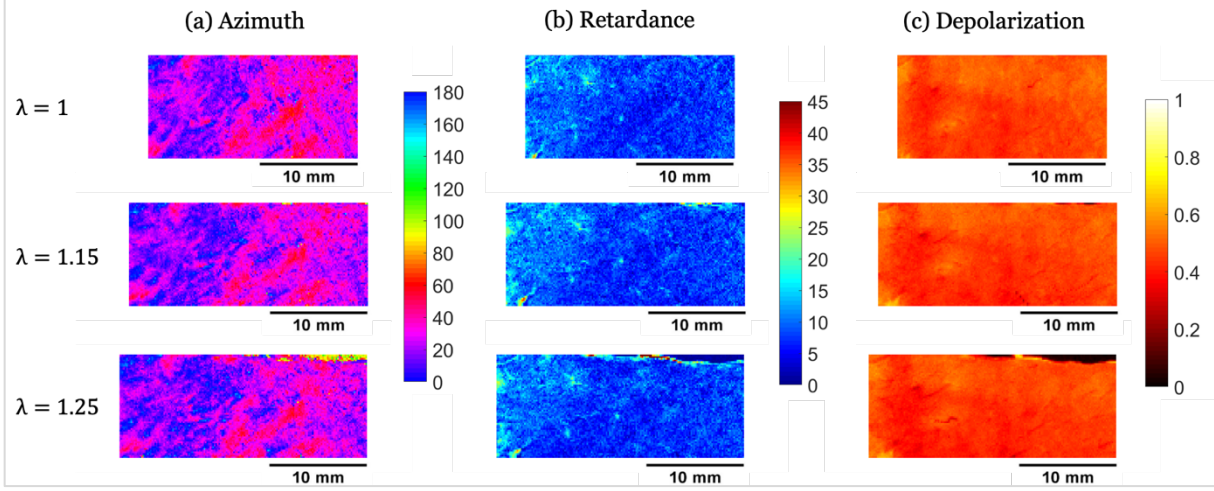 (a) Azimuth
(b) Retardance
(c) Depolarization
λ = 1
10 mm
10 mm
10 mm
λ = 1.15
10 mm
10 mm
10 mm
λ = 1.25
10 mm
10 mm
10 mm
180
160
140
120
100
80
60
40
20
0
45
40
35
30
25
20
15
10
5
0
1
0.8
0.6
0.4
0.2
0